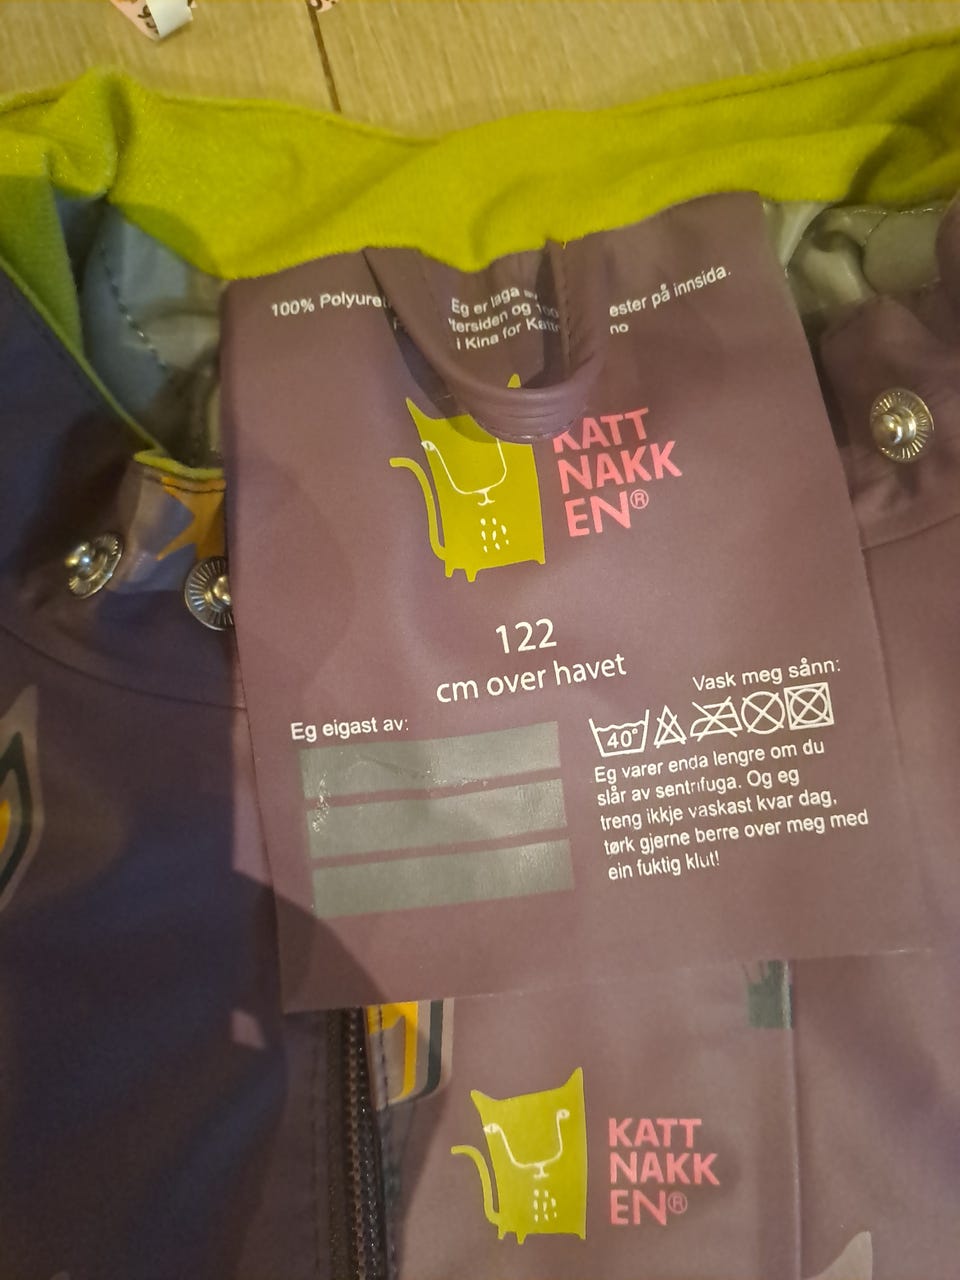 100% Polyuret
Eg er laga
tersiden og 100
i Kina for Katt
ester på innsida.
no
KATT
NAKK
EN®
122
cm over havet
Eg eigast av:
Vask meg sånn:
40°
Eg varer enda lengre om du
slår av sentrifuga. Og eg
treng ikkje vaskast kvar dag,
tørk gjerne berre over meg med
ein fuktig klut!
KATT
NAKK
EN®